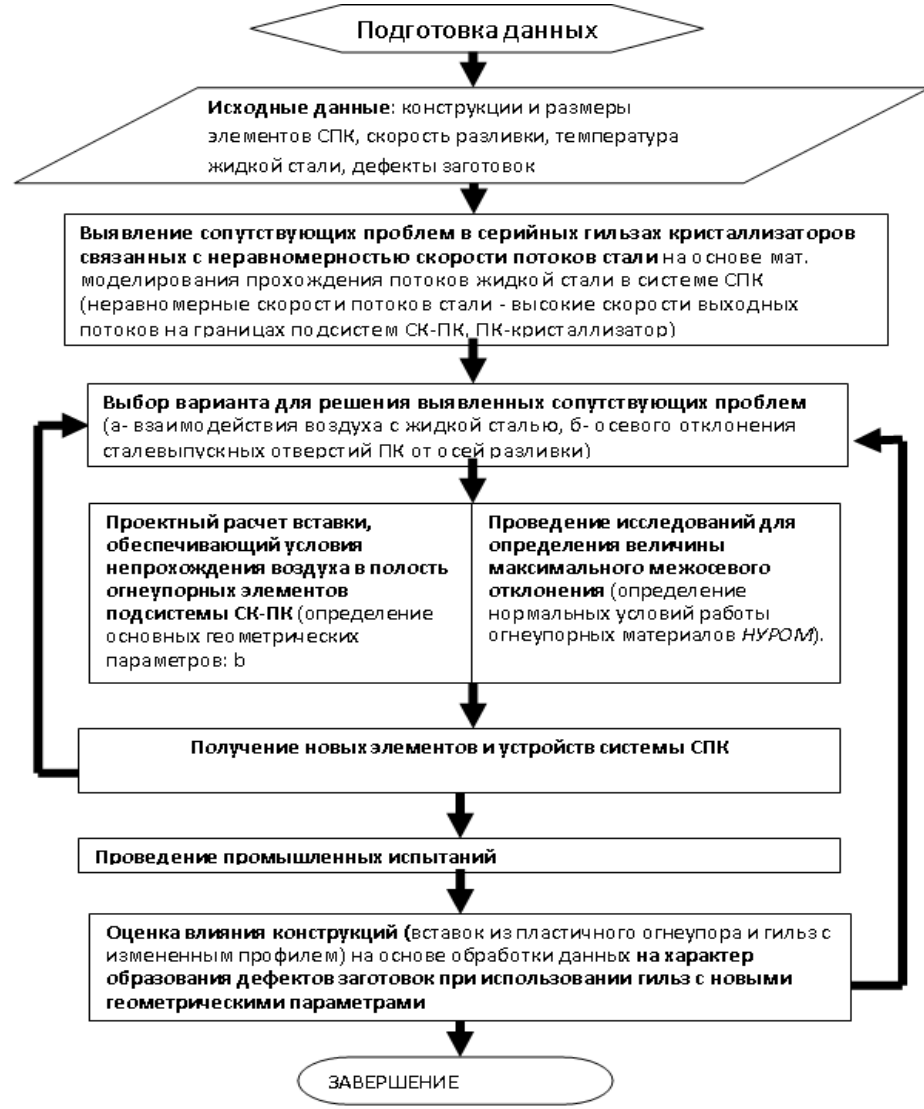 Подготовка данных
Исходные данные: конструкции и размеры
элементов СПК, скорость разливки, температура
жидкой стали, дефекты заготовок
Выявление сопутствующих проблем в серийных гильзах кристаллизаторов
связанных с неравномерностью скорости потоков стали на основе мат.
моделирования прохождения потоков жидкой стали в системе СПК
(неравномерные скорости потоков стали - высокие скорости выходных
потоков на границах подсистем СК-ПК, ПК-кристаллизатор)
Выбор варианта для решения выявленных сопутствующих проблем
(а- взаимодействия воздуха с жидкой сталью, б- осевого отклонения
сталевыпускных отверстий ПК от осей разливки)
Проектный расчет вставки,
обеспечивающий условия
непрохождения воздуха в полость
огнеупорных элементов
подсистемы СК-ПК (определение
основных геометрических
параметров: b
Проведение исследований для
определения величины
максимального межосевого
отклонения (определение
нормальных условий работы
огнеупорных материалов НУРОМ).
Получение новых элементов и устройств системы СПК
Проведение промышленных испытаний
Оценка влияния конструкций (вставок из пластичного огнеупора и гильз с
измененным профилем) на основе обработки данных на характер
образования дефектов заготовок при использовании гильз с новыми
геометрическими параметрами
ЗАВЕРШЕНИЕ